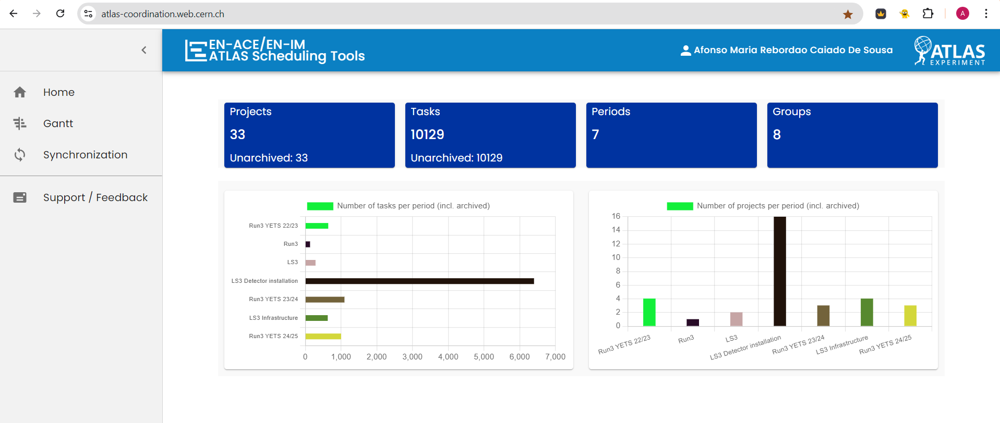 atlas-coordination.web.cern.ch
A
EN-ACE/EN-IM
ATLAS Scheduling Tools
Afonso Maria Rebordao Caiado De Sousa
ATLAS
EXPERIMENT
Home
Gantt
Synchronization
Support / Feedback
Projects
33
Unarchived: 33
Tasks
10129
Unarchived: 10129
Periods
7
Groups
8
Number of tasks per period (incl. archived)
Run3 YETS 22/23
Run3
LS3
LS3 Detector installation
Run3 YETS 23/24
LS3 Infrastructure
Run3 YETS 24/25
0 1,000 2,000 3,000 4,000 5,000 6,000 7,000
Number of projects per period (incl. archived)
16
14
12
10
8
6
4
2
0
Run3 YETS 22/23
Run3
LS3
LS3 Detector installation
Run3 YETS 23/24
LS3 Infrastructure
Run3 YETS 24/25